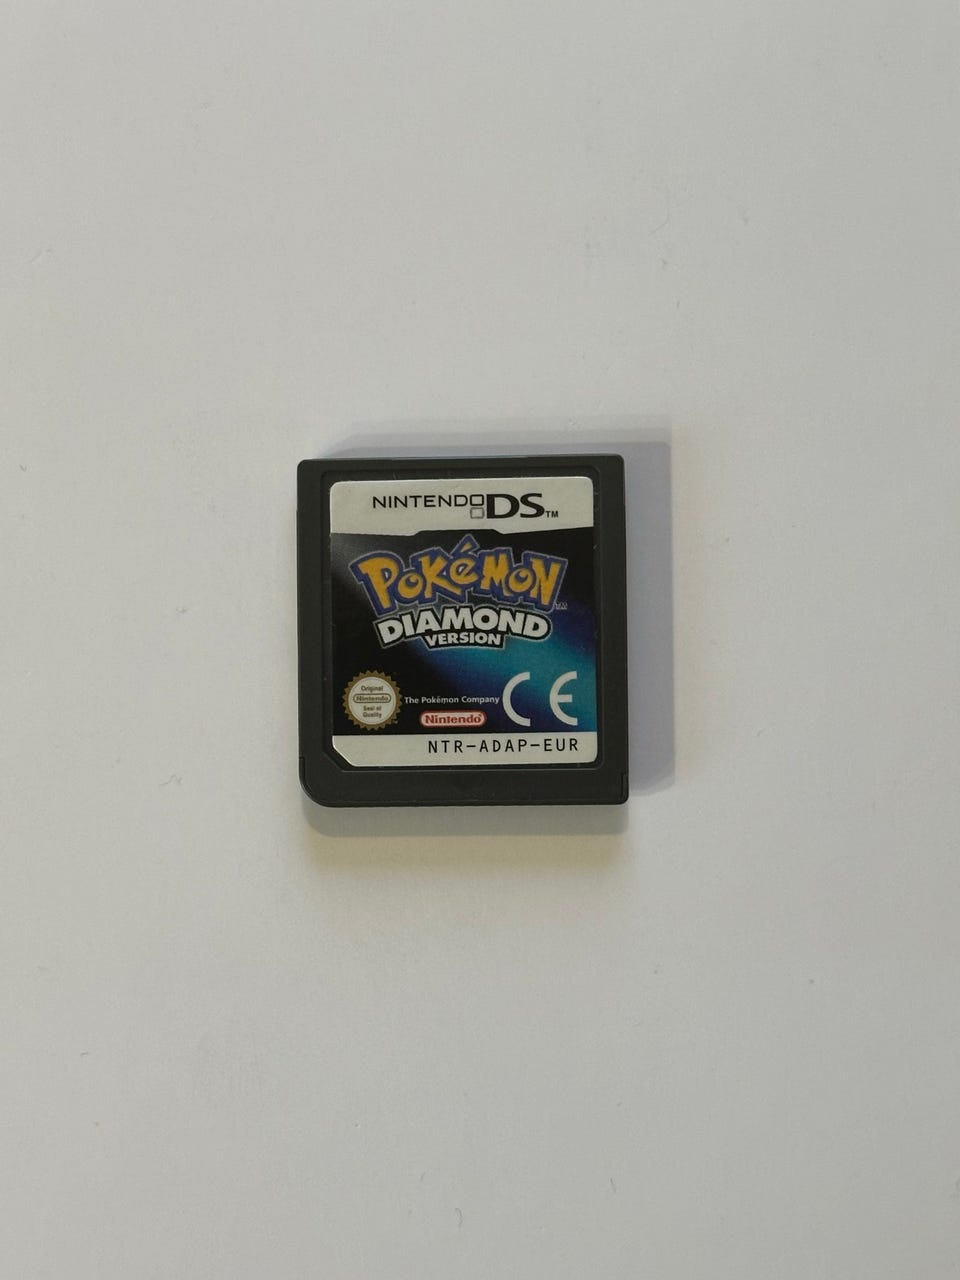 NINTENDO DS™
POKéMON™
DIAMOND
VERSION
Original
Nintendo
Seal of
Quality
The Pokémon Company
Nintendo®
CE
NTR-ADAP-EUR